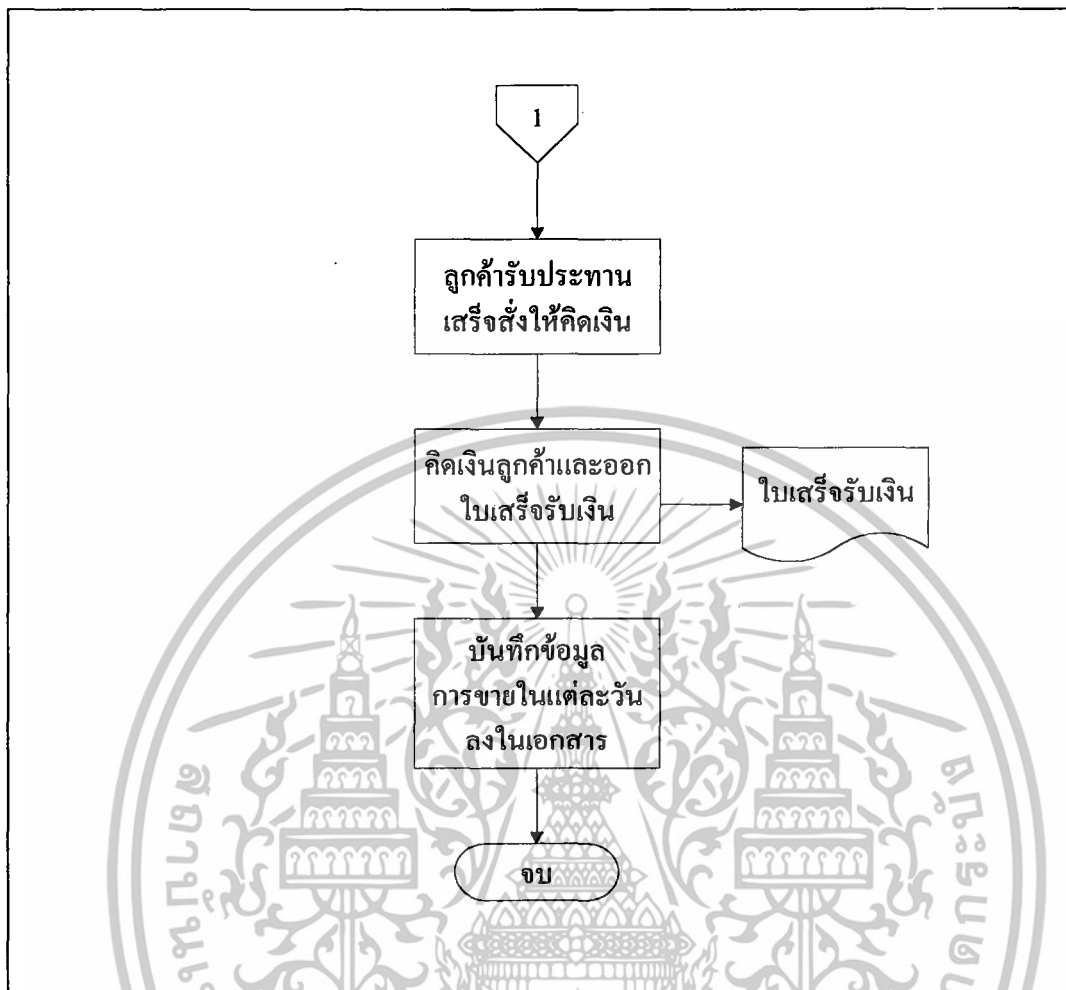 1
ลูกค้ารับประทาน
เสร็จสั่งให้คิดเงิน
คิดเงินลูกค้าและออก
ใบเสร็จรับเงิน
ใบเสร็จรับเงิน
บันทึกข้อมูล
การขายในแต่ละวัน
ลงในเอกสาร
จบ